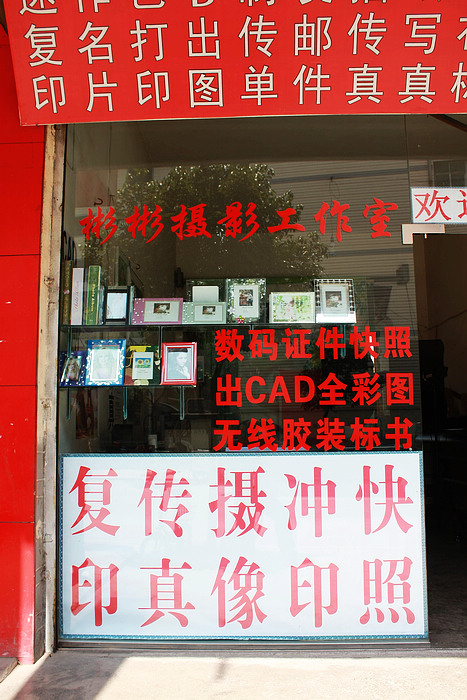 复名打出传邮传写
印片印图单件真真
彬彬摄影工作室
欢
数码证件快照
出CAD全彩图
无线胶装标书
复传摄冲快
印真像印照